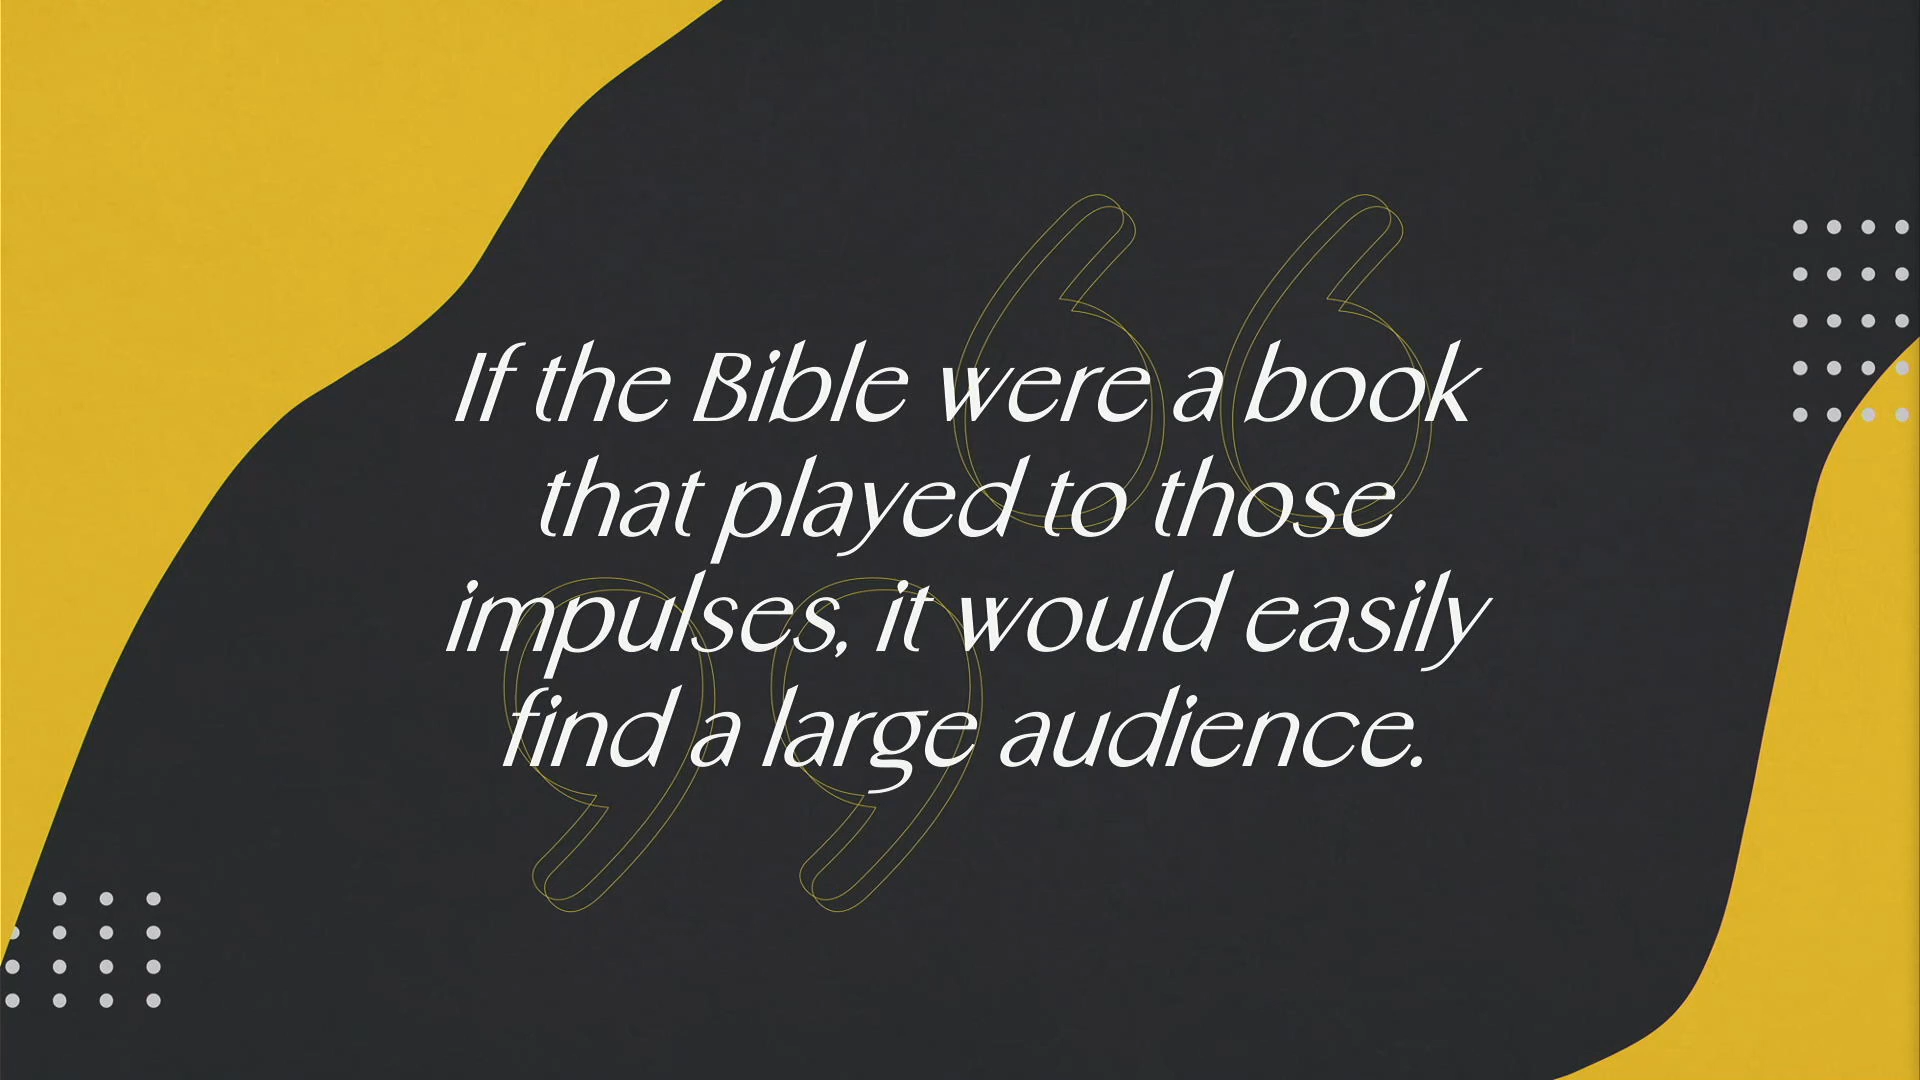 If the Bible were a book
that played to those
impulses, it would easily
find a large audience.